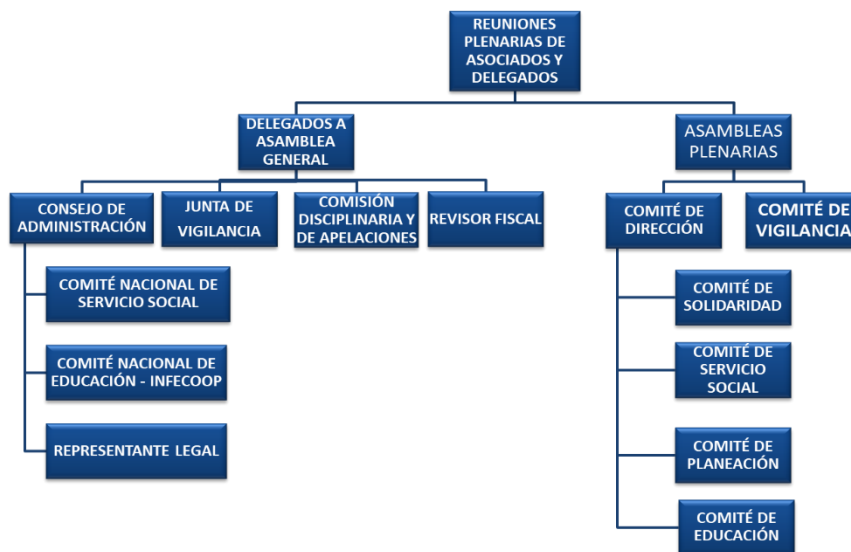 REUNIONES
PLENARIAS DE
ASOCIADOS Y
DELEGADOS
DELEGADOS A
ASAMBLEA
GENERAL
ASAMBLEAS
PLENARIAS
CONSEJO DE
ADMINISTRACIÓN
JUNTA DE
VIGILANCIA
COMISIÓN
DISCIPLINARIA Y
DE APELACIONES
REVISOR FISCAL
COMITÉ DE
DIRECCIÓN
COMITÉ DE
VIGILANCIA
COMITÉ NACIONAL DE
SERVICIO SOCIAL
COMITÉ NACIONAL DE
EDUCACIÓN - INFECOOP
REPRESENTANTE LEGAL
COMITÉ DE
SOLIDARIDAD
COMITÉ DE
SERVICIO
SOCIAL
COMITÉ DE
PLANEACIÓN
COMITÉ DE
EDUCACIÓN